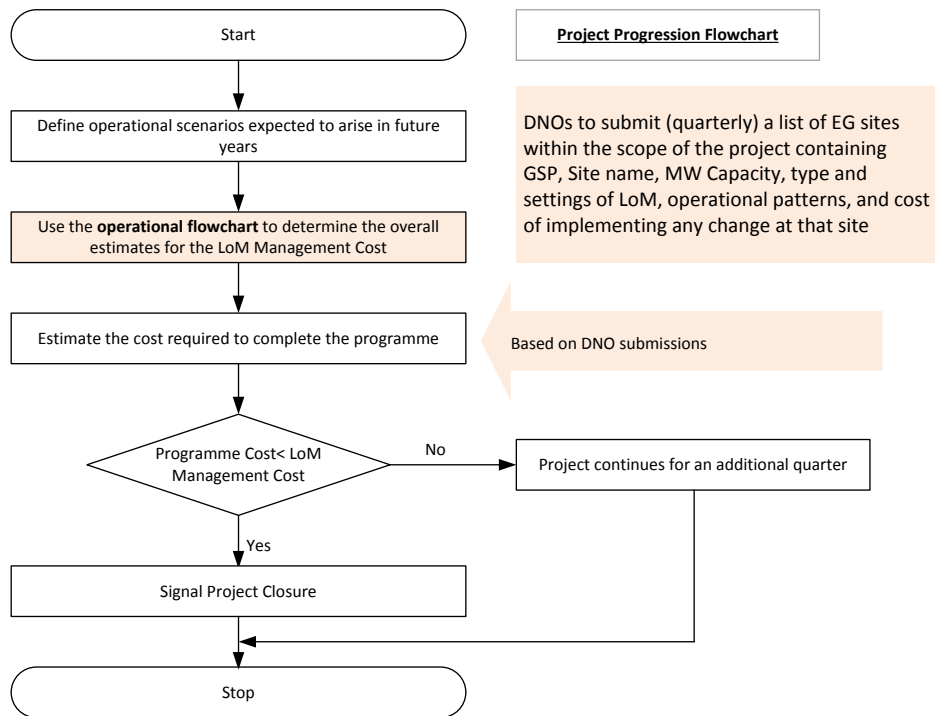 Start
Project Progression Flowchart
Define operational scenarios expected to arise in future
years
DNOs to submit (quarterly) a list of EG sites
within the scope of the project containing
GSP, Site name, MW Capacity, type and
settings of LoM, operational patterns, and cost
of implementing any change at that site
Use the operational flowchart to determine the overall
estimates for the LoM Management Cost
Estimate the cost required to complete the programme
Based on DNO submissions
Programme Cost< LoM
Management Cost
No
Project continues for an additional quarter
Yes
Signal Project Closure
Stop